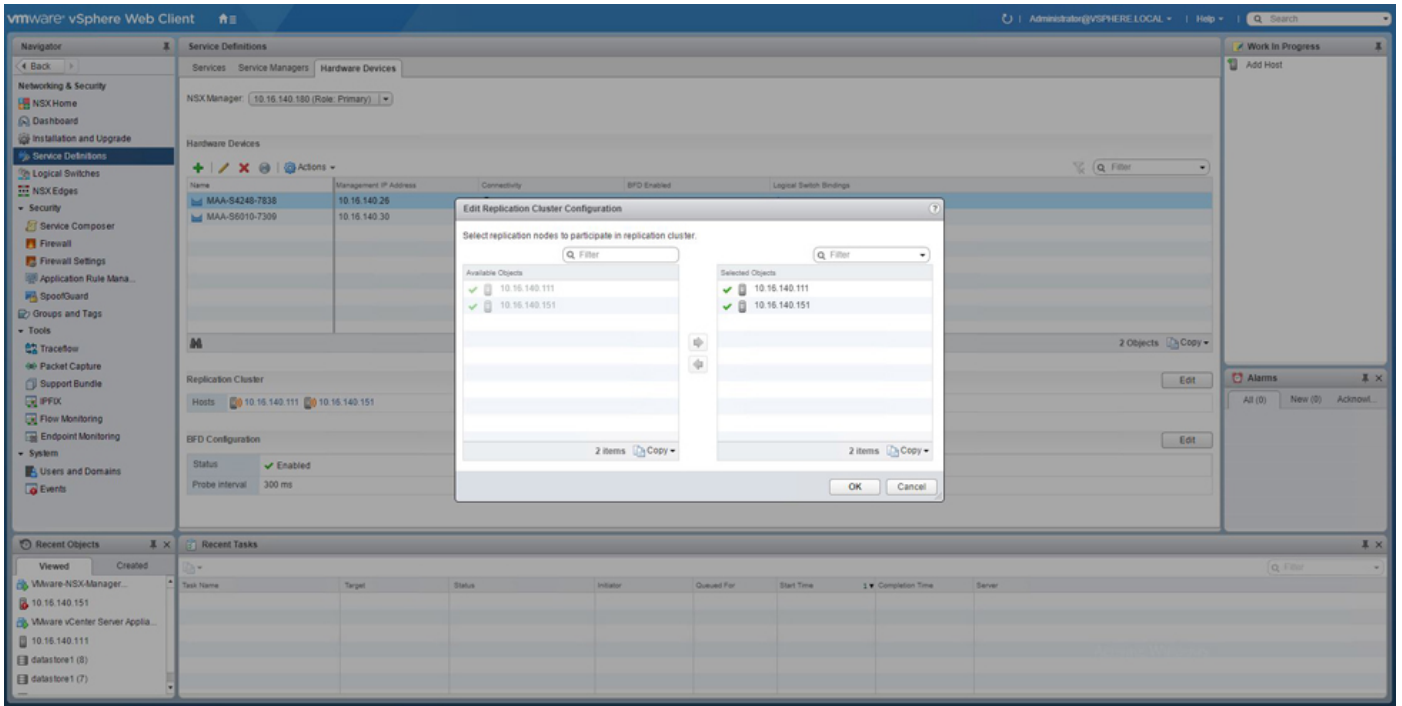 vmware® vSphere Web Client
Administrator@VSPHERE.LOCAL
Help
Search
Navigator
Back
Networking & Security
NSX Home
Dashboard
Installation and Upgrade
Service Definitions
Logical Switches
NSX Edges
Security
Service Composer
Firewall
Firewall Settings
Application Rule Mana...
SpoofGuard
Groups and Tags
Tools
Traceflow
Packet Capture
Support Bundle
IPFIX
Flow Monitoring
Endpoint Monitoring
System
Users and Domains
Events
Service Definitions
Services Service Managers Hardware Devices
NSX Manager: 10.16.140.180 (Role: Primary)
Hardware Devices
Actions
Filter
Name Management IP Address Connectivity BFD Enabled Logical Switch Bindings
MAA-S4248-7838 10.16.140.26
MAA-S6010-7309 10.16.140.30
2 Objects Copy
Replication Cluster Edit
Hosts 10.16.140.111 10.16.140.151
BFD Configuration Edit
Status Enabled
Probe interval 300 ms
Edit Replication Cluster Configuration ?
Select replication nodes to participate in replication cluster.
Filter Filter
Available Objects Selected Objects
10.16.140.111 10.16.140.111
10.16.140.151 10.16.140.151
2 items Copy 2 items Copy
OK Cancel
Work In Progress
Add Host
Alarms
All (0) New (0) Acknowl...
Recent Objects
Viewed Created
VMware-NSX-Manager...
10.16.140.151
VMware vCenter Server Applia...
10.16.140.111
datastore1 (8)
datastore1 (7)
Recent Tasks
Filter
Task Name Target Status Initiator Queued For Start Time 1 Completion Time Server